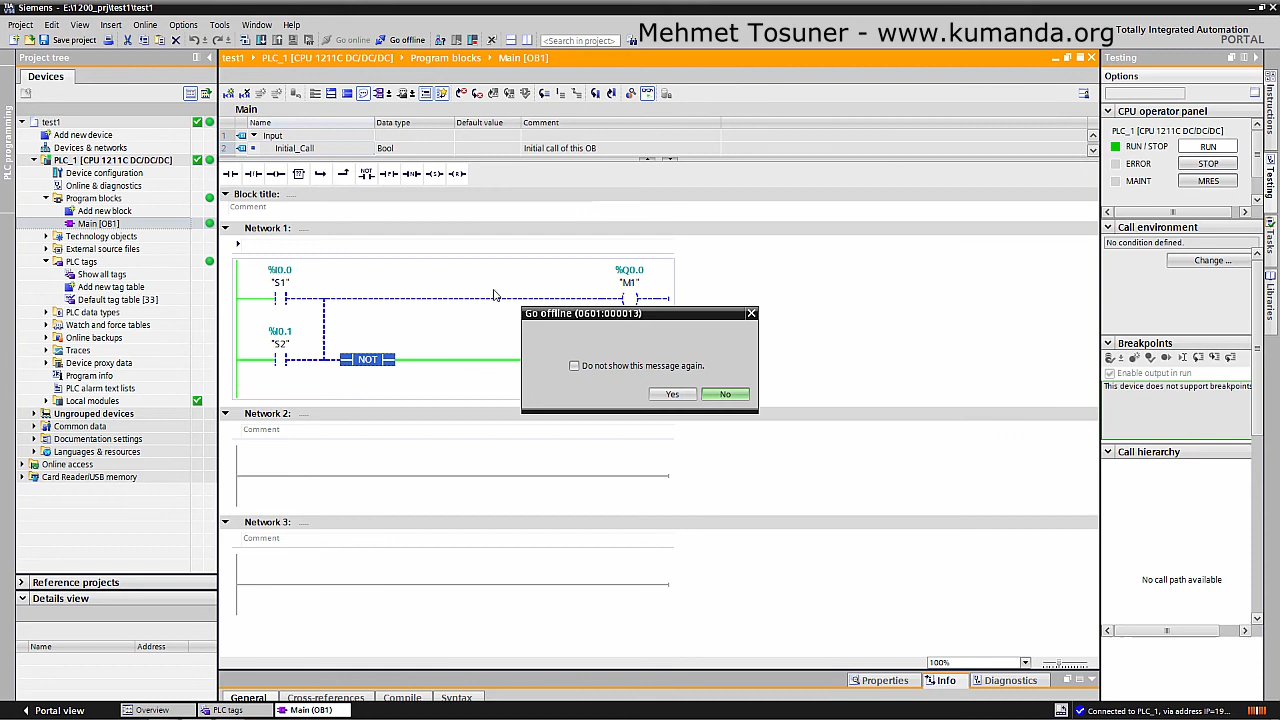 Siemens - E:\1200_prj\test1\test1
Mehmet Tosuner - www.kumanda.org
Project Edit View Insert Online Options Tools Window Help
Totally Integrated Automation
PORTAL
Save project
Go online
Go offline
<Search in project>
Project tree
test1 PLC_1 [CPU 1211C DC/DC/DC] Program blocks Main [OB1]
Testing
Devices
Options
PLC programming
Main
CPU operator panel
Name Data type Default value Comment
1 Input
2 Initial_Call Bool Initial call of this OB
PLC_1 [CPU 1211C DC/DC/DC]
RUN / STOP RUN
ERROR STOP
MAINT MRES
test1
Add new device
Devices & networks
PLC_1 [CPU 1211C DC/DC/DC]
Device configuration
Online & diagnostics
Program blocks
Add new block
Main [OB1]
Technology objects
External source files
PLC tags
Show all tags
Add new tag table
Default tag table [33]
PLC data types
Watch and force tables
Online backups
Traces
Device proxy data
Program info
PLC alarm text lists
Local modules
Ungrouped devices
Common data
Documentation settings
Languages & resources
Online access
Card Reader/USB memory
Reference projects
Details view
Name Address
NOT
P N S R
Block title: .....
Comment
Network 1: .....
%I0.0
"S1"
%Q0.0
"M1"
%I0.1
"S2"
NOT
Go offline (0601:000013)
Do not show this message again.
Yes No
Network 2: .....
Comment
Network 3: .....
Comment
100%
Properties Info Diagnostics
General Cross-references Compile Syntax
Call environment
No condition defined.
Change ...
Breakpoints
Enable output in run
This device does not support breakpoints
Call hierarchy
No call path available
Instructions
Testing
Tasks
Libraries
Portal view Overview PLC tags Main (OB1)
Connected to PLC_1, via address IP=19...